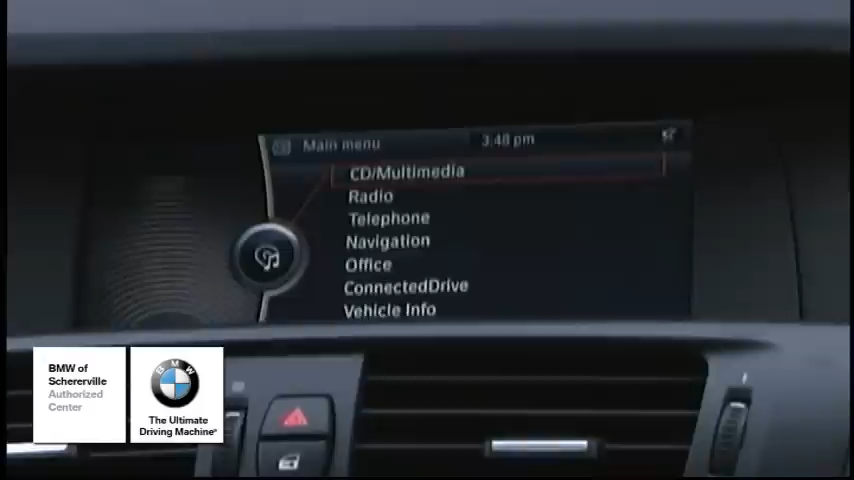 Main menu
3:48 pm
CD/Multimedia
Radio
Telephone
Navigation
Office
ConnectedDrive
Vehicle Info
BMW of
Schererville
Authorized
Center
BMW
The Ultimate
Driving Machine®